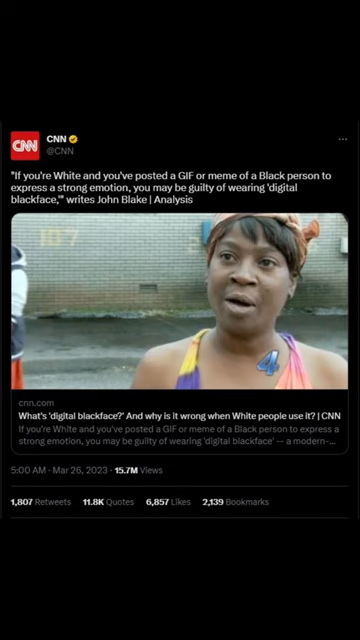 CNN
CNN
@CNN
"If you're White and you've posted a GIF or meme of a Black person to
express a strong emotion, you may be guilty of wearing 'digital
blackface,'" writes John Blake | Analysis
107
4
cnn.com
What's 'digital blackface?' And why is it wrong when White people use it? | CNN
If you're White and you've posted a GIF or meme of a Black person to express a
strong emotion, you may be guilty of wearing 'digital blackface' -- a modern-...
5:00 AM · Mar 26, 2023 · 15.7M Views
1,807 Retweets 11.8K Quotes 6,857 Likes 2,139 Bookmarks